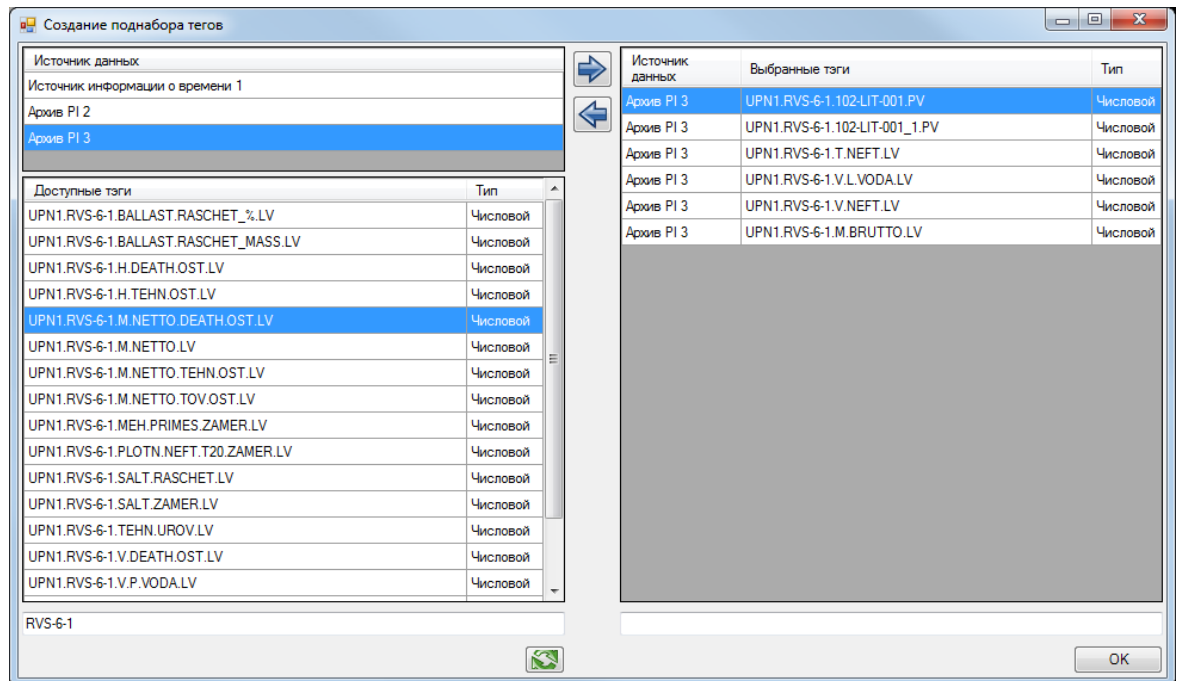 Создание поднабора тегов
Источник данных
Источник информации о времени 1
Архив PI 2
Архив PI 3
Доступные тэги Тип
UPN1.RVS-6-1.BALLAST.RASCHET_%.LV Числовой
UPN1.RVS-6-1.BALLAST.RASCHET_MASS.LV Числовой
UPN1.RVS-6-1.H.DEATH.OST.LV Числовой
UPN1.RVS-6-1.H.TEHN.OST.LV Числовой
UPN1.RVS-6-1.M.NETTO.DEATH.OST.LV Числовой
UPN1.RVS-6-1.M.NETTO.LV Числовой
UPN1.RVS-6-1.M.NETTO.TEHN.OST.LV Числовой
UPN1.RVS-6-1.M.NETTO.TOV.OST.LV Числовой
UPN1.RVS-6-1.MEH.PRIMES.ZAMER.LV Числовой
UPN1.RVS-6-1.PLOTN.NEFT.T20.ZAMER.LV Числовой
UPN1.RVS-6-1.SALT.RASCHET.LV Числовой
UPN1.RVS-6-1.SALT.ZAMER.LV Числовой
UPN1.RVS-6-1.TEHN.UROV.LV Числовой
UPN1.RVS-6-1.V.DEATH.OST.LV Числовой
UPN1.RVS-6-1.V.P.VODA.LV Числовой
RVS-6-1
Источник
данных
Выбранные тэги Тип
Архив PI 3 UPN1.RVS-6-1.102-LIT-001.PV Числовой
Архив PI 3 UPN1.RVS-6-1.102-LIT-001_1.PV Числовой
Архив PI 3 UPN1.RVS-6-1.T.NEFT.LV Числовой
Архив PI 3 UPN1.RVS-6-1.V.L.VODA.LV Числовой
Архив PI 3 UPN1.RVS-6-1.V.NEFT.LV Числовой
Архив PI 3 UPN1.RVS-6-1.M.BRUTTO.LV Числовой
OK